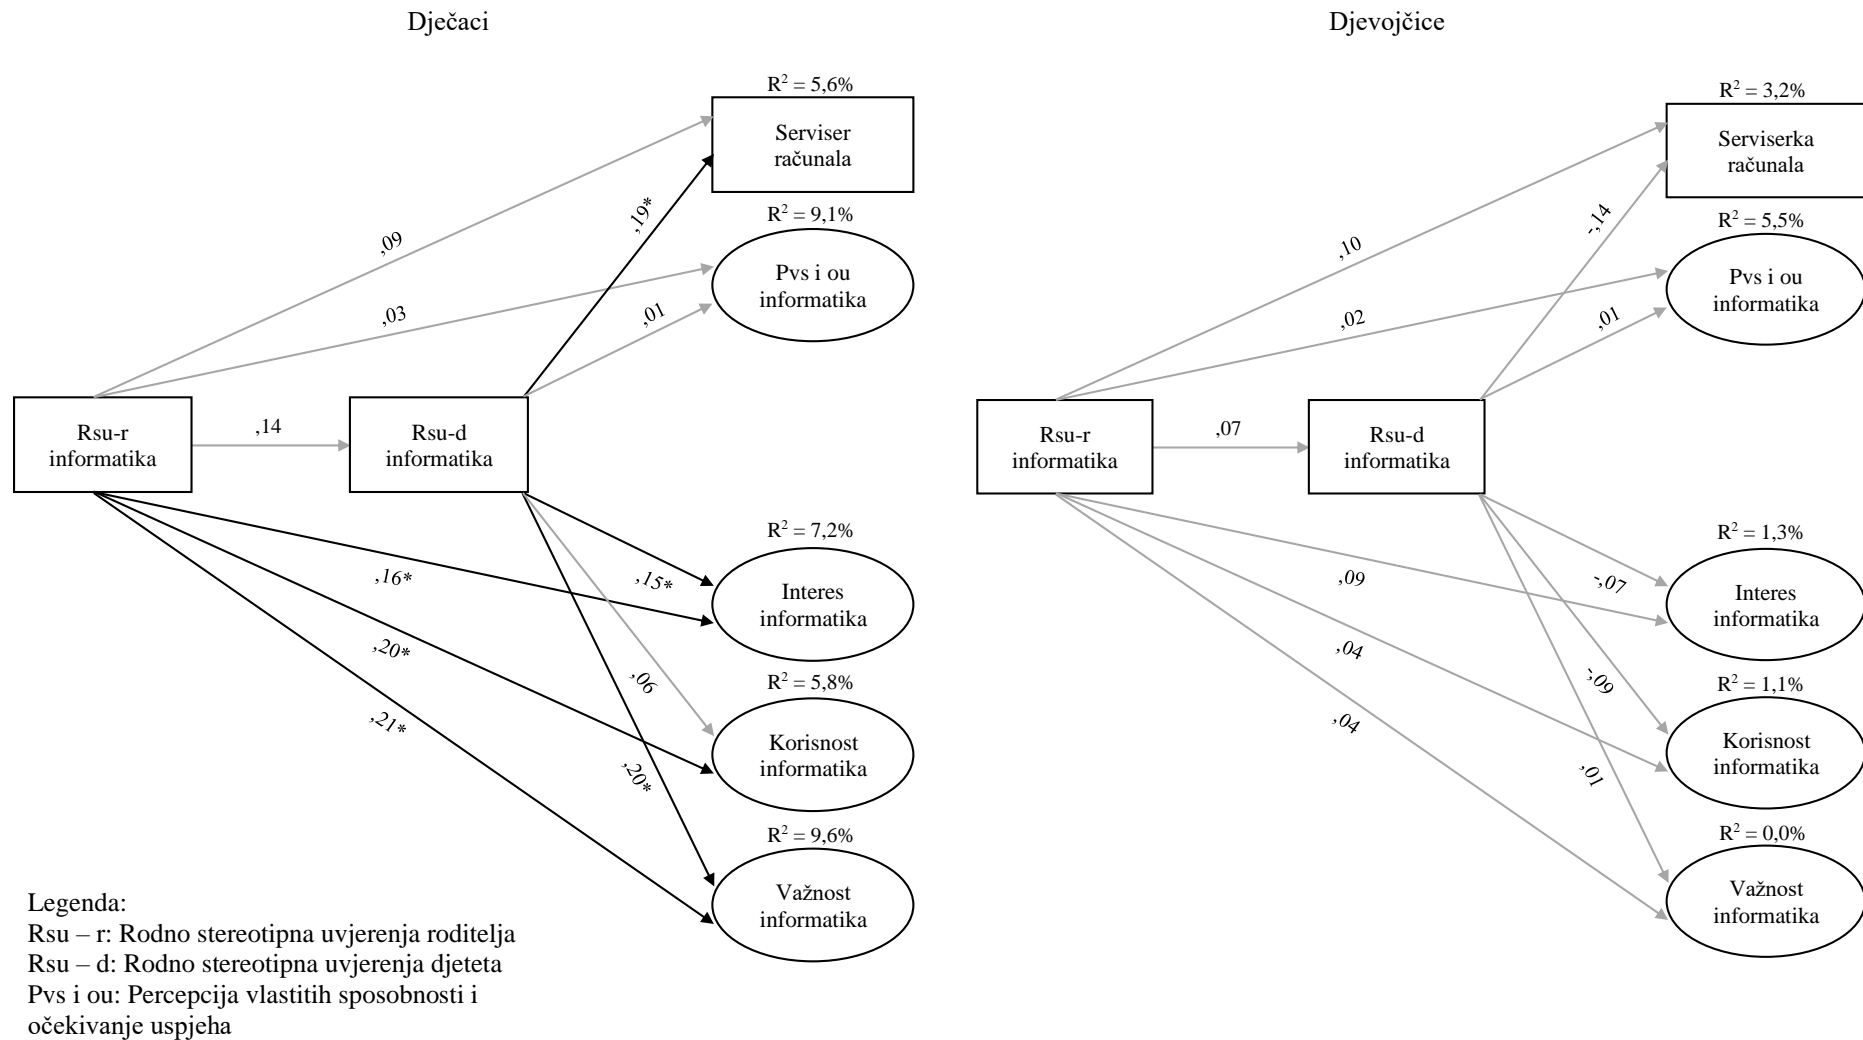 Dječaci
R² = 5,6%
Serviser
računala
R² = 9,1%
Pvs i ou
informatika
,09
,19*
,03
,01
Rsu-r
informatika
,14
Rsu-d
informatika
R² = 7,2%
Interes
informatika
,16*
,15*
,20*
,06
R² = 5,8%
Korisnost
informatika
,21*
,20*
R² = 9,6%
Važnost
informatika
Legenda:
Rsu – r: Rodno stereotipna uvjerenja roditelja
Rsu – d: Rodno stereotipna uvjerenja djeteta
Pvs i ou: Percepcija vlastitih sposobnosti i
očekivanje uspjeha
Djevojčice
R² = 3,2%
Serviserka
računala
R² = 5,5%
Pvs i ou
informatika
,10
-,14
,02
,01
Rsu-r
informatika
,07
Rsu-d
informatika
R² = 1,3%
Interes
informatika
,09
-,07
,04
-,09
R² = 1,1%
Korisnost
informatika
,04
,01
R² = 0,0%
Važnost
informatika